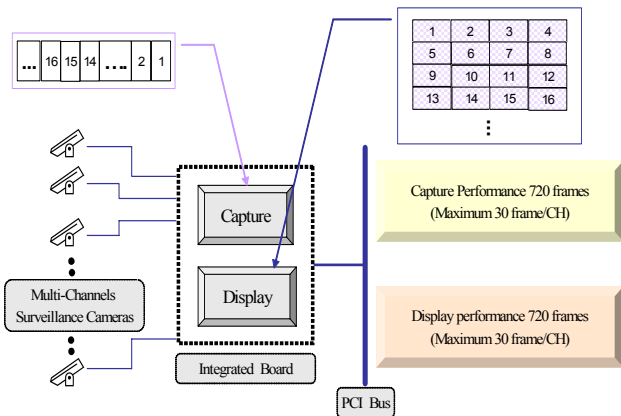 ... 16 15 14 .... 2 1
1 2 3 4
5 6 7 8
9 10 11 12
13 14 15 16
Capture
Display
Capture Performance 720 frames
(Maximum 30 frame/CH)
Multi-Channels
Surveillance Cameras
Display performance 720 frames
(Maximum 30 frame/CH)
Integrated Board
PCI Bus